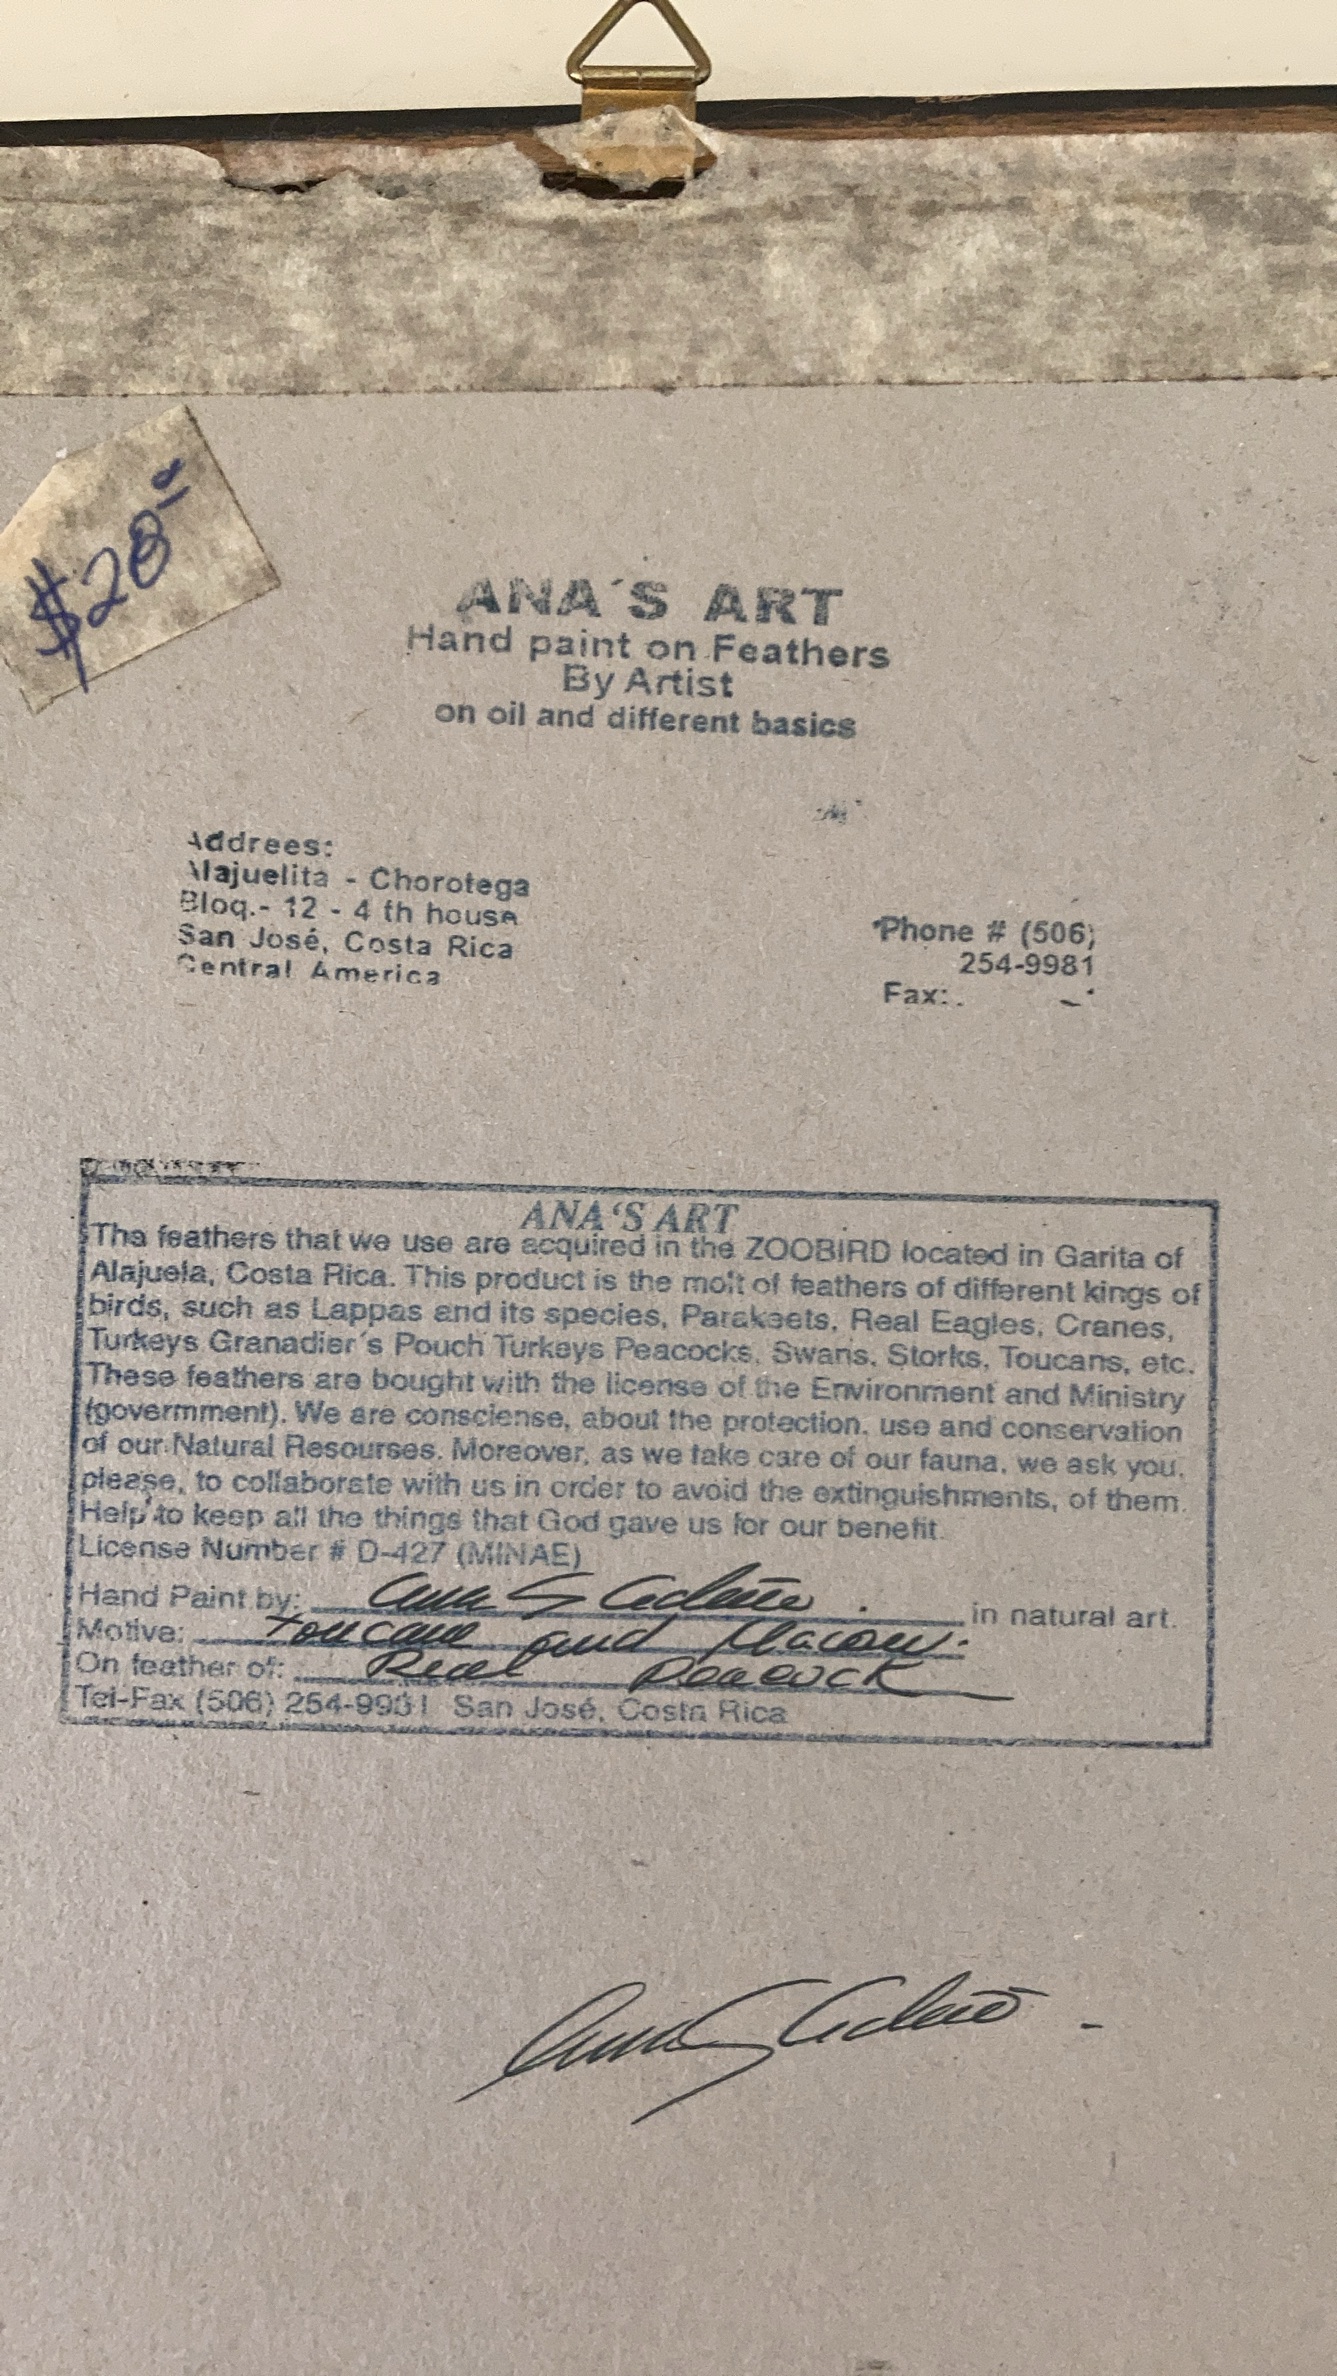 $28
ANA´S ART
Hand paint on Feathers
By Artist
on oil and different basics
Addrees:
Alajuelita - Chorotega
Bloq.- 12 - 4 th house
San José, Costa Rica
Central America
Phone # (506)
254-9981
Fax:
ANA‘S ART
The feathers that we use are acquired in the ZOOBIRD located in Garita of
Alajuela, Costa Rica. This product is the molt of feathers of different kings of
birds, such as Lappas and its species, Parakeets, Real Eagles, Cranes,
Turkeys Granadier´s Pouch Turkeys Peacocks, Swans, Storks, Toucans, etc.
These feathers are bought with the license of the Environment and Ministry
(govermment). We are consciense, about the protection, use and conservation
of our Natural Resourses. Moreover, as we take care of our fauna, we ask you,
please, to collaborate with us in order to avoid the extinguishments, of them.
Help to keep all the things that God gave us for our benefit.
License Number # D-427 (MINAE)
Hand Paint by: Ana S Cedeño in natural art.
Motive: Toucane and Macaw.
On feather of: Real Peacock
Tel-Fax (506) 254-9981 San José, Costa Rica
Ana S Cedeño